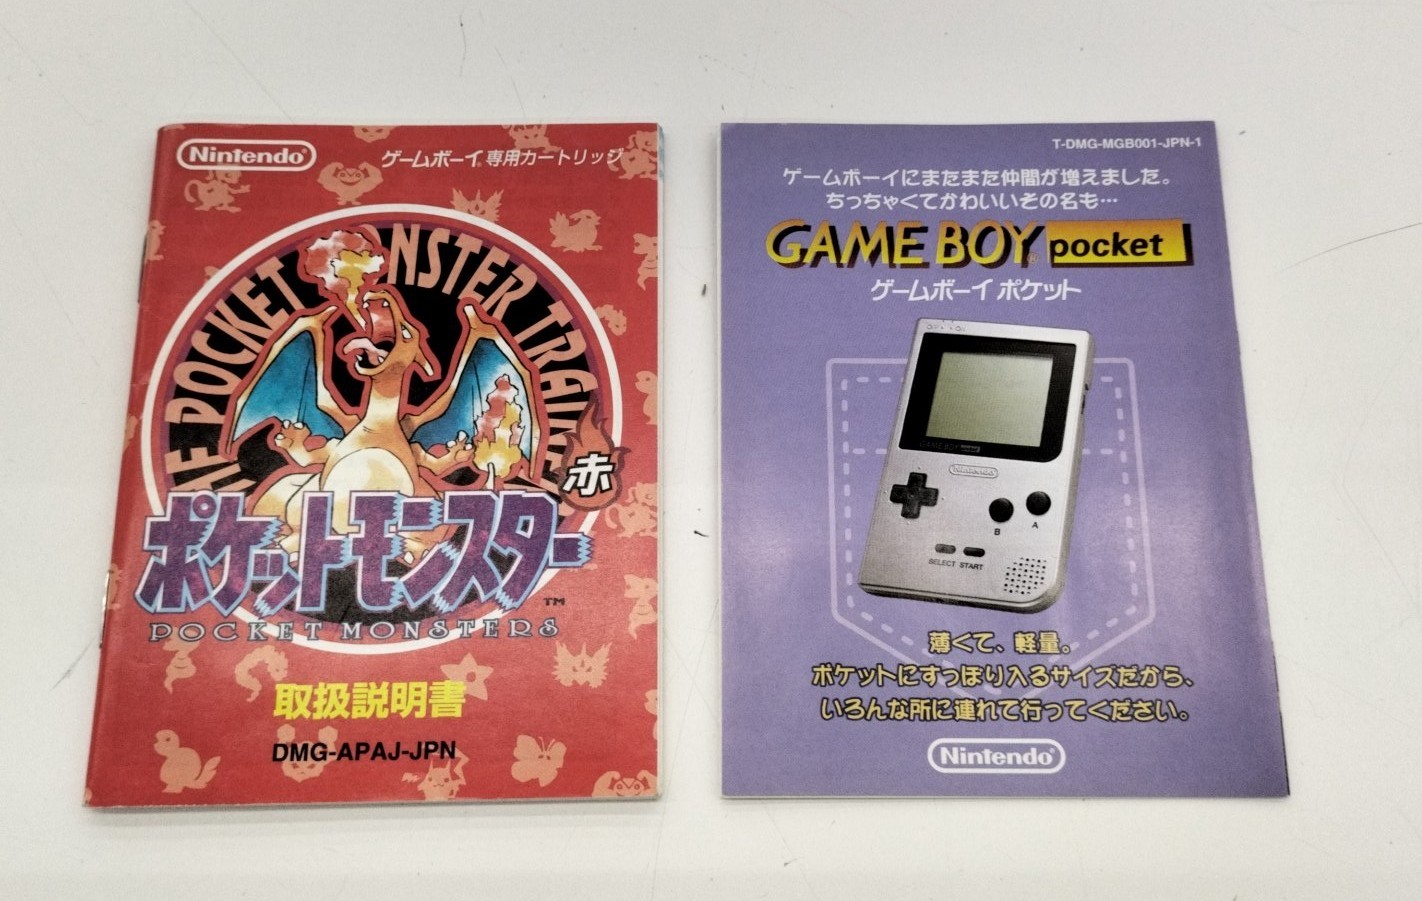 Nintendo®
ゲームボーイ® 専用カートリッジ
THE POCKET MONSTER TRAINER
赤
ポケットモンスター
TM
POCKET MONSTERS
取扱説明書
DMG-APAJ-JPN
T-DMG-MGB001-JPN-1
ゲームボーイにまたまた仲間が増えました。
ちっちゃくてかわいいその名も…
GAME BOY® pocket
ゲームボーイ ポケット
GAME BOY pocket
Nintendo
B A
SELECT START
薄くて、軽量。
ポケットにすっぽり入るサイズだから、
いろんな所に連れて行ってください。
Nintendo®